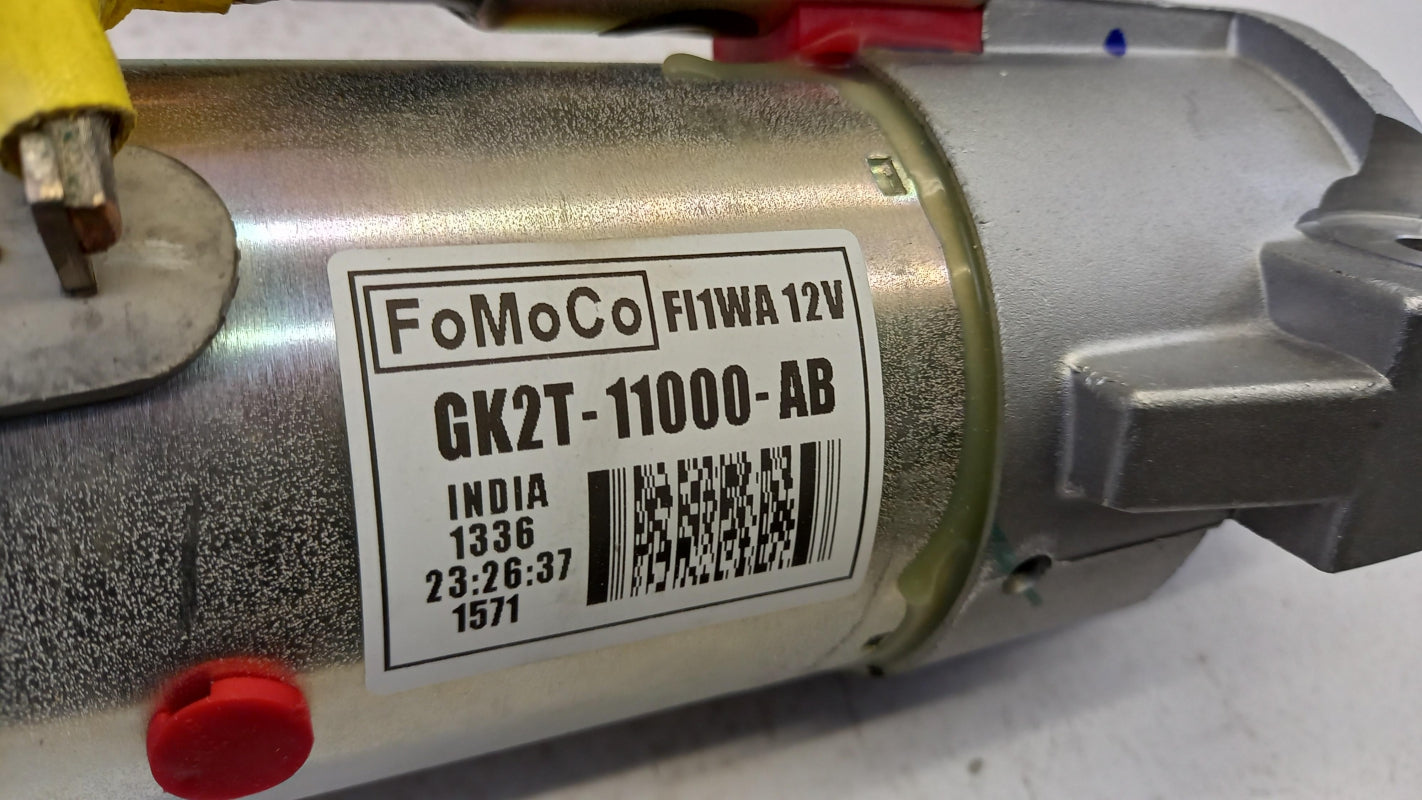 FoMoCo FI1WA 12V
GK2T-11000-AB
INDIA
1336
23:26:37
1571